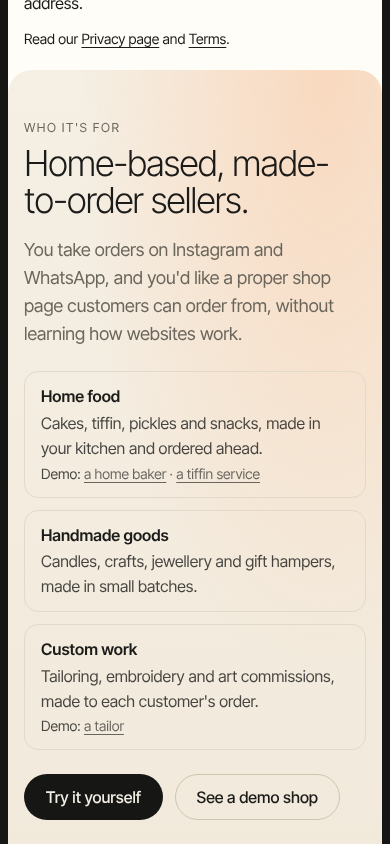 address.
Read our Privacy page and Terms.
WHO IT'S FOR
Home-based, made-
to-order sellers.
You take orders on Instagram and
WhatsApp, and you'd like a proper shop
page customers can order from, without
learning how websites work.
Home food
Cakes, tiffin, pickles and snacks, made in
your kitchen and ordered ahead.
Demo: a home baker · a tiffin service
Handmade goods
Candles, crafts, jewellery and gift hampers,
made in small batches.
Custom work
Tailoring, embroidery and art commissions,
made to each customer's order.
Demo: a tailor
Try it yourself
See a demo shop